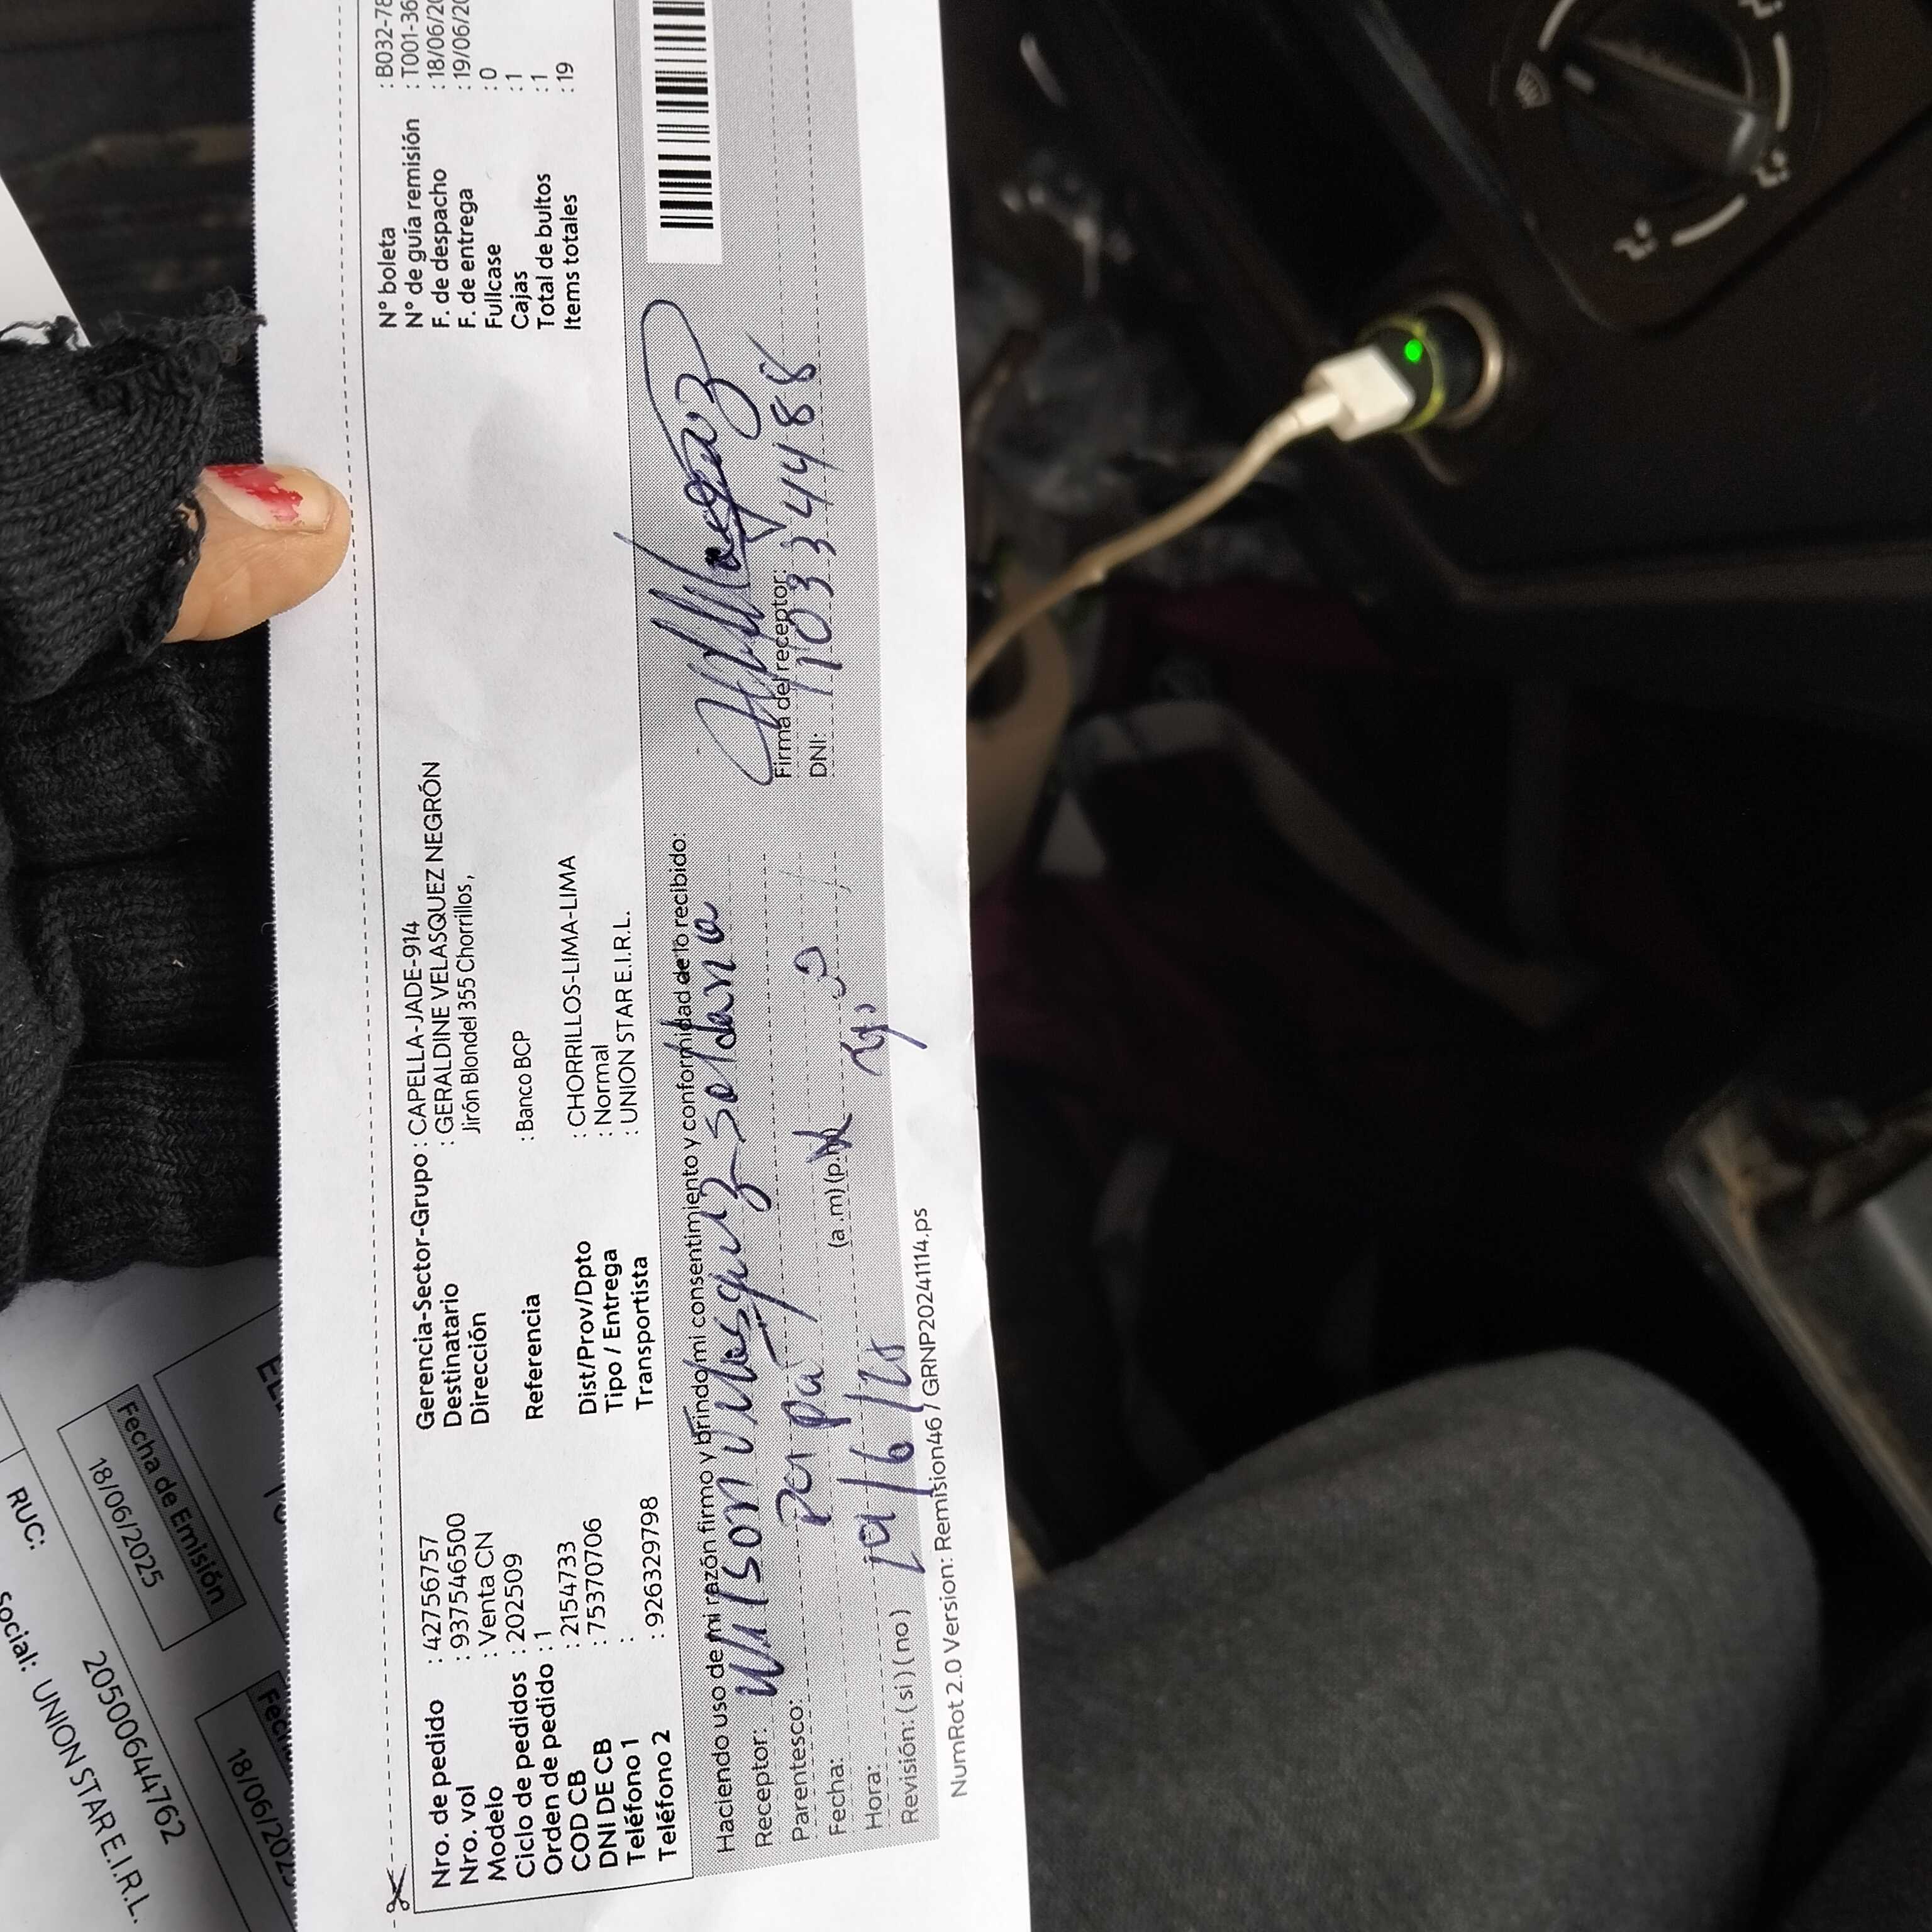 Nro. de pedido : 42756757
Nro. vol : 937546500
Modelo : Venta CN
Ciclo de pedidos : 202509
Orden de pedido : 1
COD CB : 2154733
DNI DE CB : 75370706
Teléfono 1 :
Teléfono 2 : 926329798
Gerencia-Sector-Grupo : CAPELLA-JADE-914
Destinatario : GERALDINE VELASQUEZ NEGRÓN
Dirección Jirón Blondel 355 Chorrillos,
Referencia : Banco BCP
Dist/Prov/Dpto : CHORRILLOS-LIMA-LIMA
Tipo / Entrega : Normal
Transportista : UNION STAR E.I.R.L.
N° boleta : B032-78
N° de guía remisión : T001-36
F. de despacho : 18/06/20
F. de entrega : 19/06/20
Fullcase : 0
Cajas : 1
Total de bultos : 1
Items totales : 19
Haciendo uso de mi razón firmo y brindo mi consentimiento y conformidad de lo recibido:
Receptor: Wilson Soldana
Parentesco: pa
Fecha: 19/6/25 (a.m)(p.
Hora:
Revisión: ( si ) ( no )
Firma del receptor:
DNI: 10334488
NumRot 2.0 Version: Remision46 / GRNP20241114.ps
social: UNION STAR E.I.R.L.
RUC: 20500644762
Fecha de Emisión
18/06/2025
Fech
18/06/202